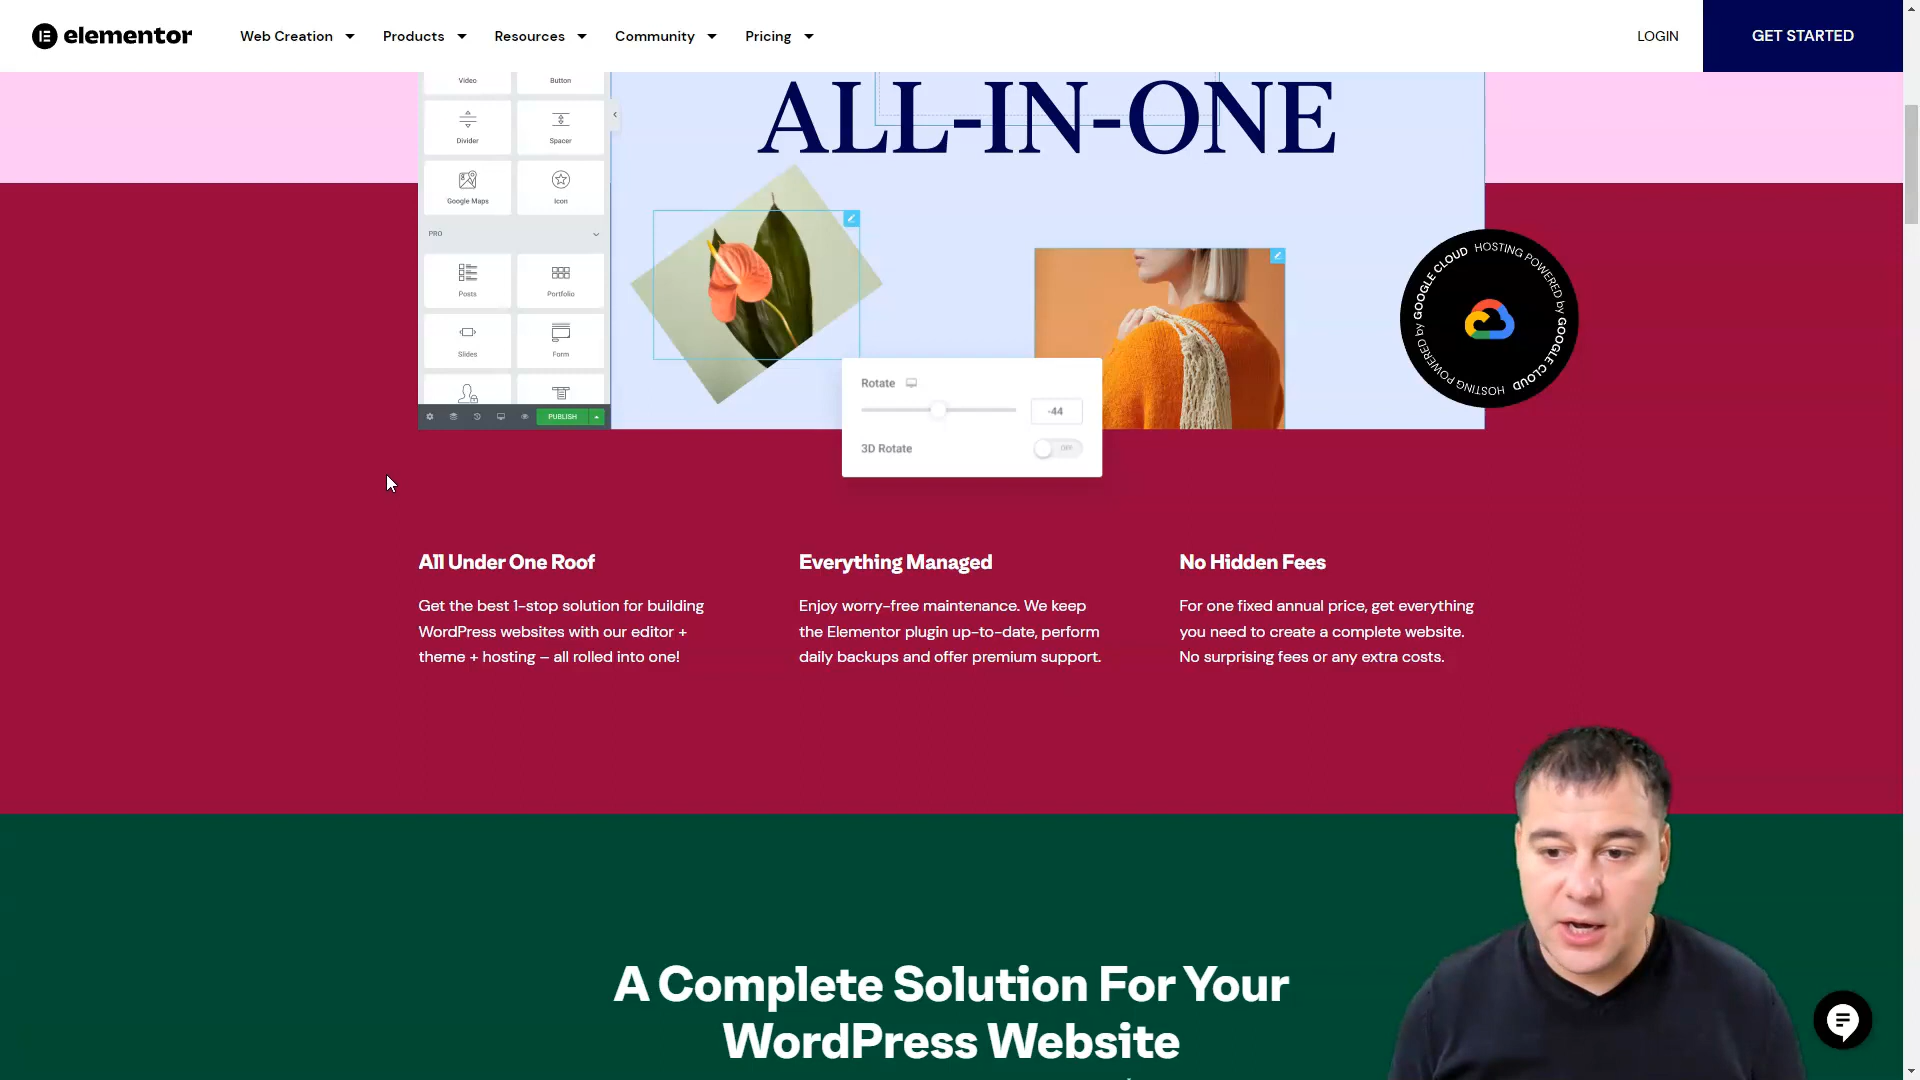 elementor
Web Creation
Products
Resources
Community
Pricing
LOGIN
GET STARTED
Video
Button
Divider
Spacer
Google Maps
Icon
PRO
Posts
Portfolio
Slides
Form
PUBLISH
ALL-IN-ONE
Rotate
-44
3D Rotate
OFF
HOSTING POWERED by GOOGLE CLOUD
HOSTING POWERED by GOOGLE CLOUD
All Under One Roof
Get the best 1-stop solution for building
WordPress websites with our editor +
theme + hosting – all rolled into one!
Everything Managed
Enjoy worry-free maintenance. We keep
the Elementor plugin up-to-date, perform
daily backups and offer premium support.
No Hidden Fees
For one fixed annual price, get everything
you need to create a complete website.
No surprising fees or any extra costs.
A Complete Solution For Your
WordPress Website